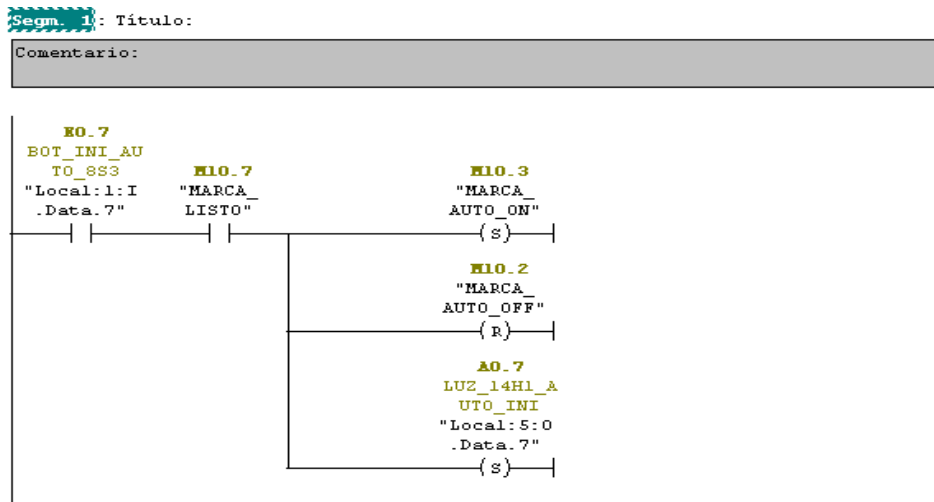 Segm. 1: Título:
Comentario:
E0.7
BOT_INI_AU
TO_8S3
"Local:1:I
.Data.7"
M10.7
"MARCA_
LISTO"
M10.3
"MARCA_
AUTO_ON"
S
M10.2
"MARCA_
AUTO_OFF"
R
A0.7
LUZ_14H1_A
UTO_INI
"Local:5:O
.Data.7"
S